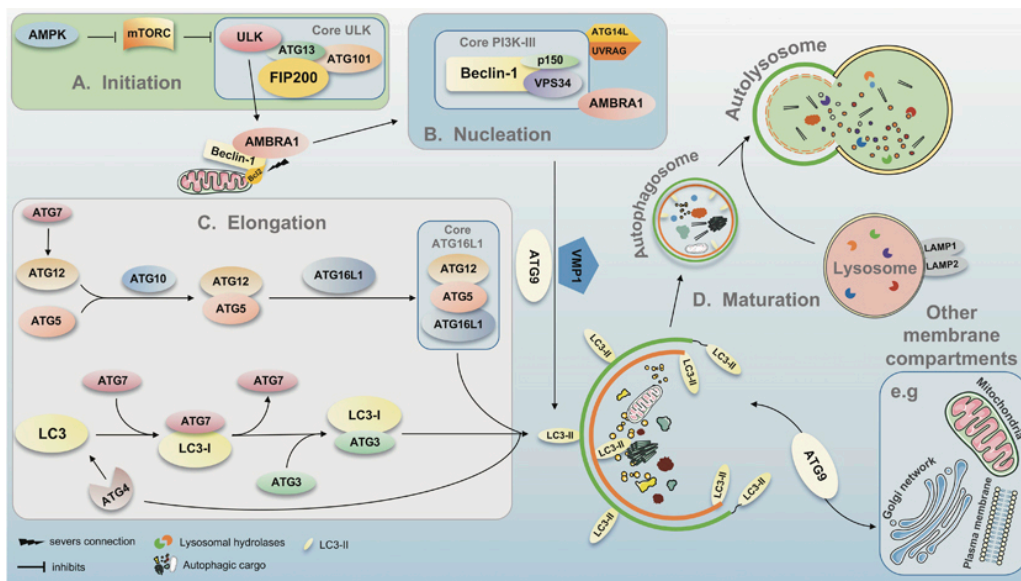 AMPK
mTORC
ULK
Core ULK
ATG13
ATG101
FIP200
A. Initiation
AMBRA1
Beclin-1
Bcl2
Core PI3K-III
ATG14L
UVRAG
p150
Beclin-1
VPS34
AMBRA1
B. Nucleation
C. Elongation
ATG7
ATG12
ATG5
ATG10
ATG12
ATG5
ATG16L1
Core
ATG16L1
ATG12
ATG5
ATG16L1
LC3
ATG7
ATG7
LC3-I
ATG7
LC3-I
ATG3
ATG3
ATG4
ATG9
VMP1
Autophagosome
Autolysosome
Lysosome
LAMP1
LAMP2
D. Maturation
LC3-II
LC3-II
LC3-II
LC3-II
LC3-II
LC3-II
LC3-II
LC3-II
LC3-II
ATG9
Other
membrane
compartments
e.g
Mitochondria
Golgi network
Plasma membrane
severs connection
inhibits
Lysosomal hydrolases
Autophagic cargo
LC3-II